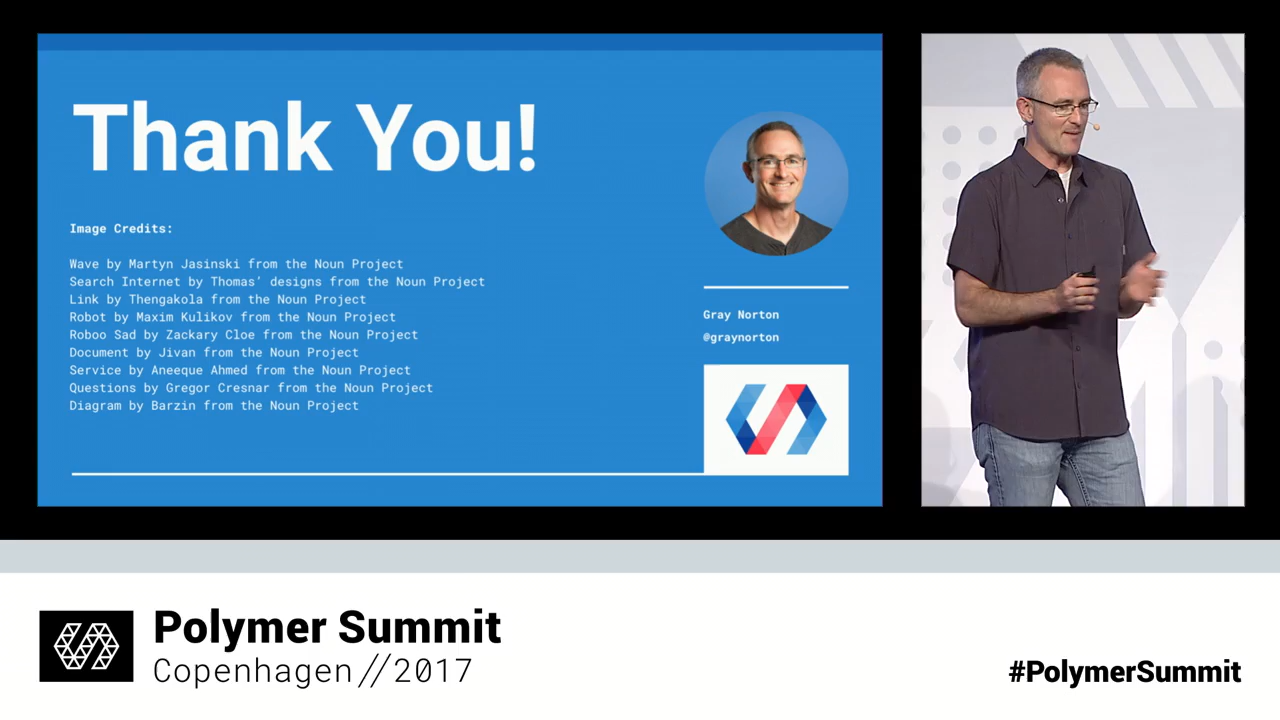 Thank You!
Image Credits:
Wave by Martyn Jasinski from the Noun Project
Search Internet by Thomas' designs from the Noun Project
Link by Thengakola from the Noun Project
Robot by Maxim Kulikov from the Noun Project
Roboo Sad by Zackary Cloe from the Noun Project
Document by Jivan from the Noun Project
Service by Aneeque Ahmed from the Noun Project
Questions by Gregor Cresnar from the Noun Project
Diagram by Barzin from the Noun Project
Gray Norton
@graynorton
Polymer Summit
Copenhagen//2017
#PolymerSummit